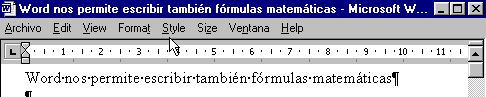 Word nos permite escribir también fórmulas matemáticas - Microsoft W...
Archivo Edit View Format Style Size Ventana Help
L 1 2 3 4 5 6 7 8 9 10 11
Word·nos·permite·escribir·también·fórmulas·matemáticas¶
¶